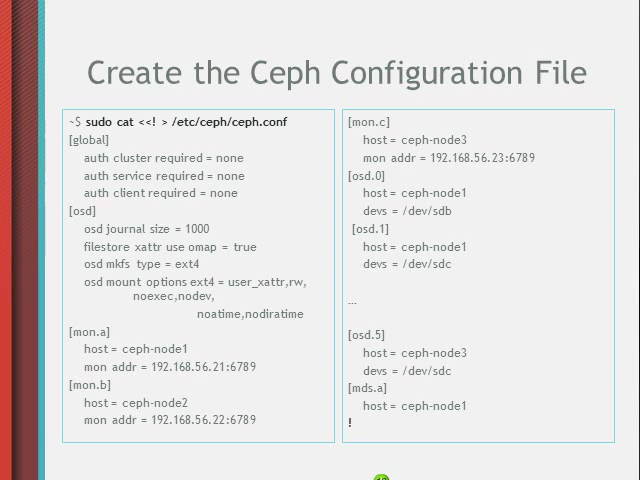 Create the Ceph Configuration File
~$ sudo cat <<! > /etc/ceph/ceph.conf
[global]
auth cluster required = none
auth service required = none
auth client required = none
[osd]
osd journal size = 1000
filestore xattr use omap = true
osd mkfs type = ext4
osd mount options ext4 = user_xattr,rw,
noexec,nodev,
noatime,nodiratime
[mon.a]
host = ceph-node1
mon addr = 192.168.56.21:6789
[mon.b]
host = ceph-node2
mon addr = 192.168.56.22:6789
[mon.c]
host = ceph-node3
mon addr = 192.168.56.23:6789
[osd.0]
host = ceph-node1
devs = /dev/sdb
[osd.1]
host = ceph-node1
devs = /dev/sdc
...
[osd.5]
host = ceph-node3
devs = /dev/sdc
[mds.a]
host = ceph-node1
!